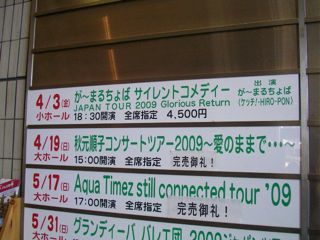 4/3(金) 小ホール が～まるちょば サイレントコメディー
JAPAN TOUR 2009 Glorious Return
出演 が～まるちょば (ケッチ!・HIRO-PON)
18:30開演 全席指定 4,500円
4/19(日) 大ホール 秋元順子コンサートツアー2009～愛のままで…～
15:00開演 全席指定 完売御礼!
5/17(日) 大ホール Aqua Timez still connected tour '09
17:00開演 全席指定 完売御礼!
5/31(日) グランディーバ バレエ団 2009